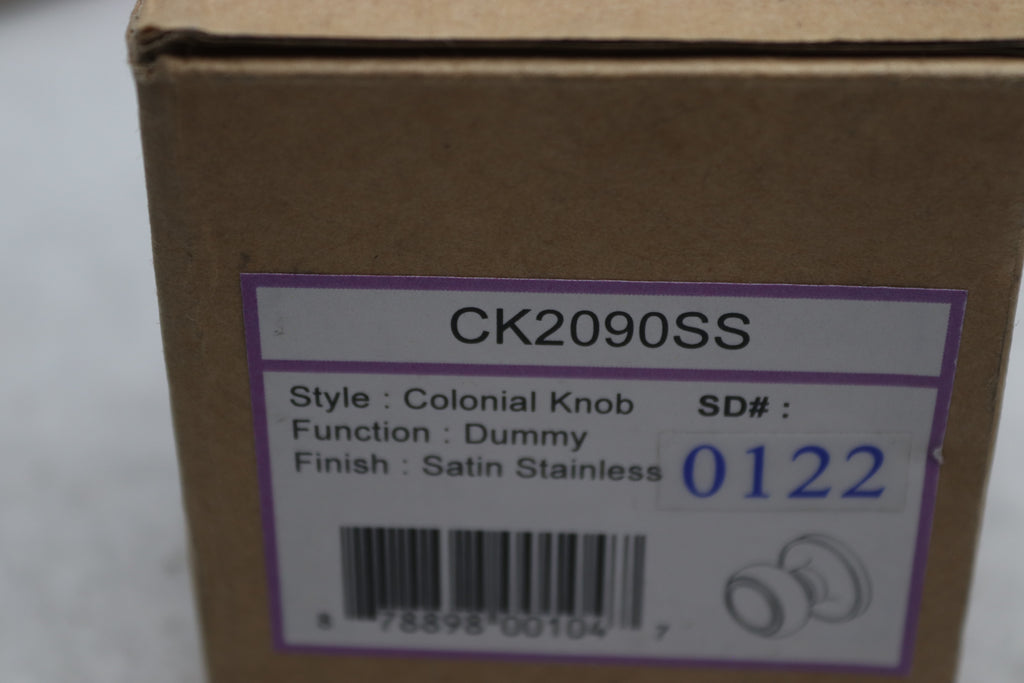 CK2090SS
Style : Colonial Knob
SD# :
Function : Dummy
Finish : Satin Stainless
0122
8 78898 00104 7